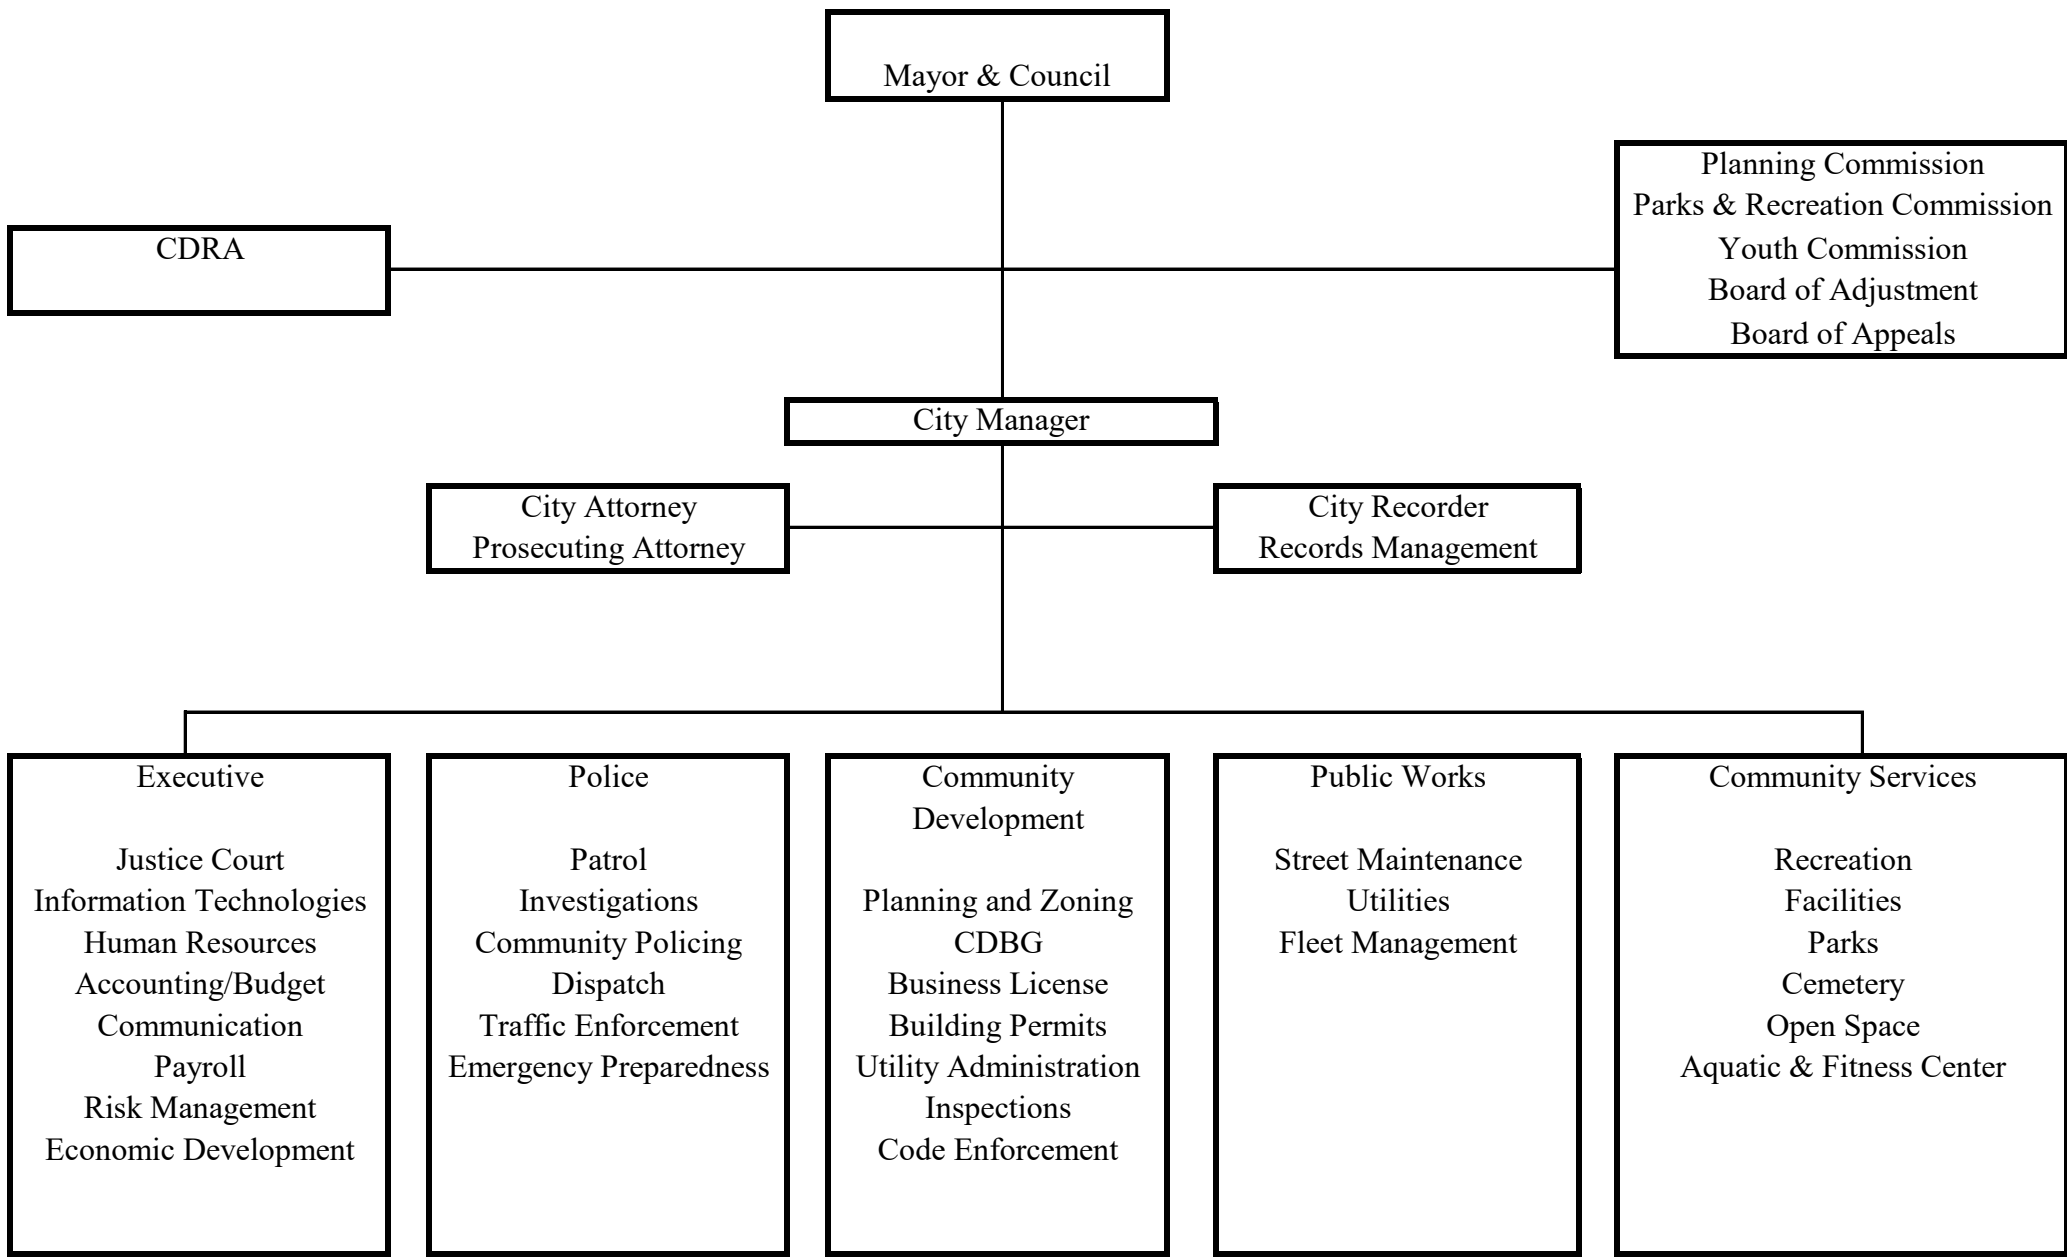 Mayor & Council
Planning Commission
Parks & Recreation Commission
Youth Commission
Board of Adjustment
Board of Appeals
CDRA
City Manager
City Attorney
Prosecuting Attorney
City Recorder
Records Management
Executive
Justice Court
Information Technologies
Human Resources
Accounting/Budget
Communication
Payroll
Risk Management
Economic Development
Police
Patrol
Investigations
Community Policing
Dispatch
Traffic Enforcement
Emergency Preparedness
Community
Development
Planning and Zoning
CDBG
Business License
Building Permits
Utility Administration
Inspections
Code Enforcement
Public Works
Street Maintenance
Utilities
Fleet Management
Community Services
Recreation
Facilities
Parks
Cemetery
Open Space
Aquatic & Fitness Center